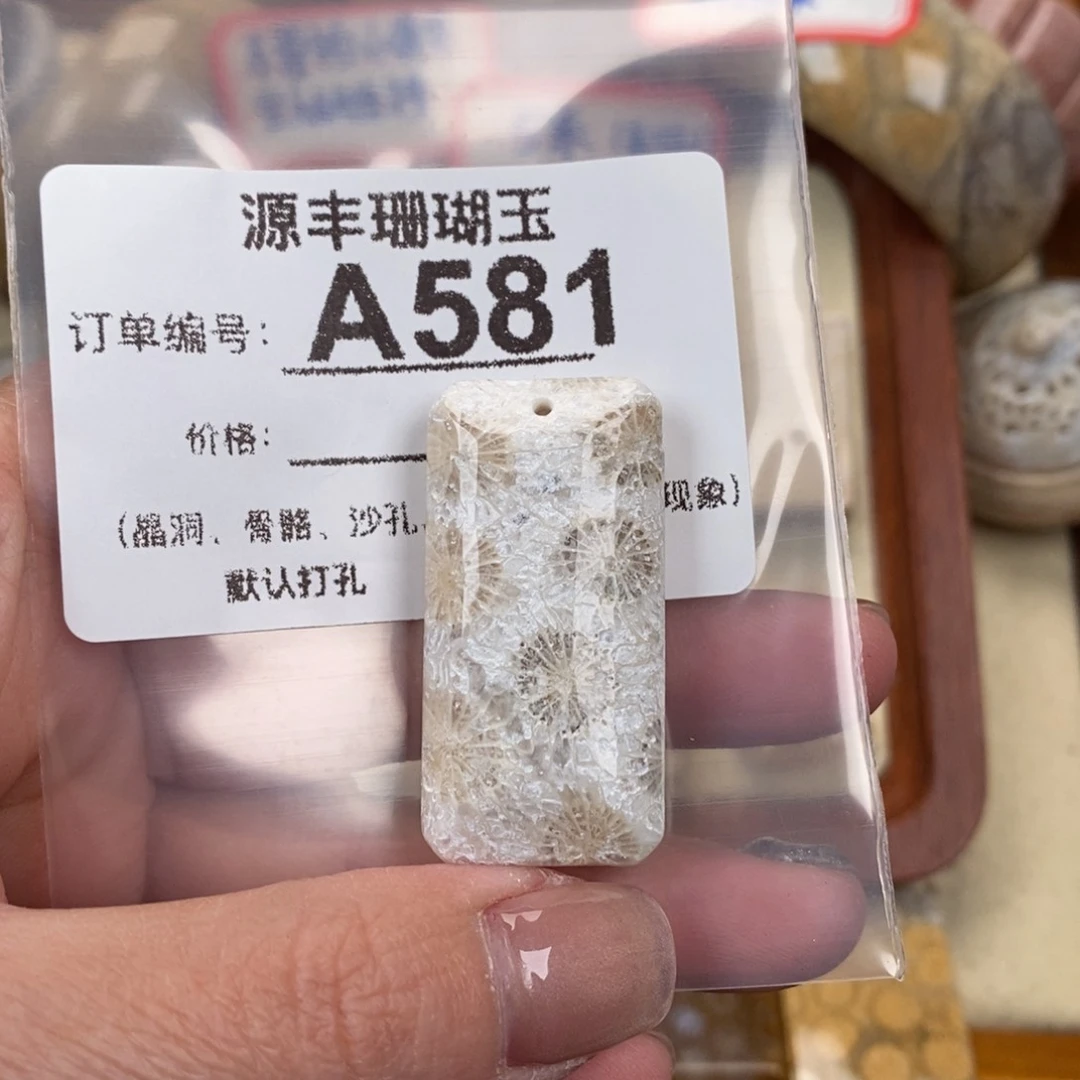 源丰珊瑚玉
订单编号: A581
价格:
(晶洞、骨骼、沙孔 现象)
默认打孔